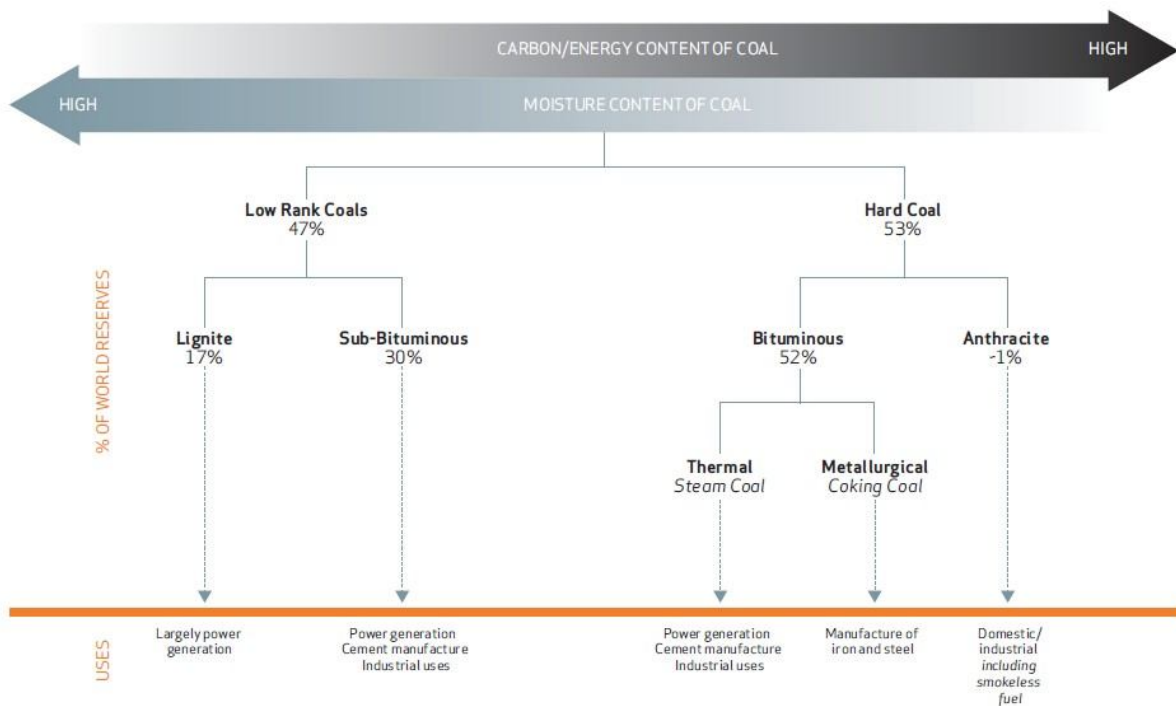 CARBON/ENERGY CONTENT OF COAL
HIGH
HIGH
MOISTURE CONTENT OF COAL
Low Rank Coals
47%
Hard Coal
53%
% OF WORLD RESERVES
Lignite
17%
Sub-Bituminous
30%
Bituminous
52%
Anthracite
-1%
Thermal
Steam Coal
Metallurgical
Coking Coal
USES
Largely power
generation
Power generation
Cement manufacture
Industrial uses
Power generation
Cement manufacture
Industrial uses
Manufacture of
iron and steel
Domestic/
industrial
including
smokeless
fuel